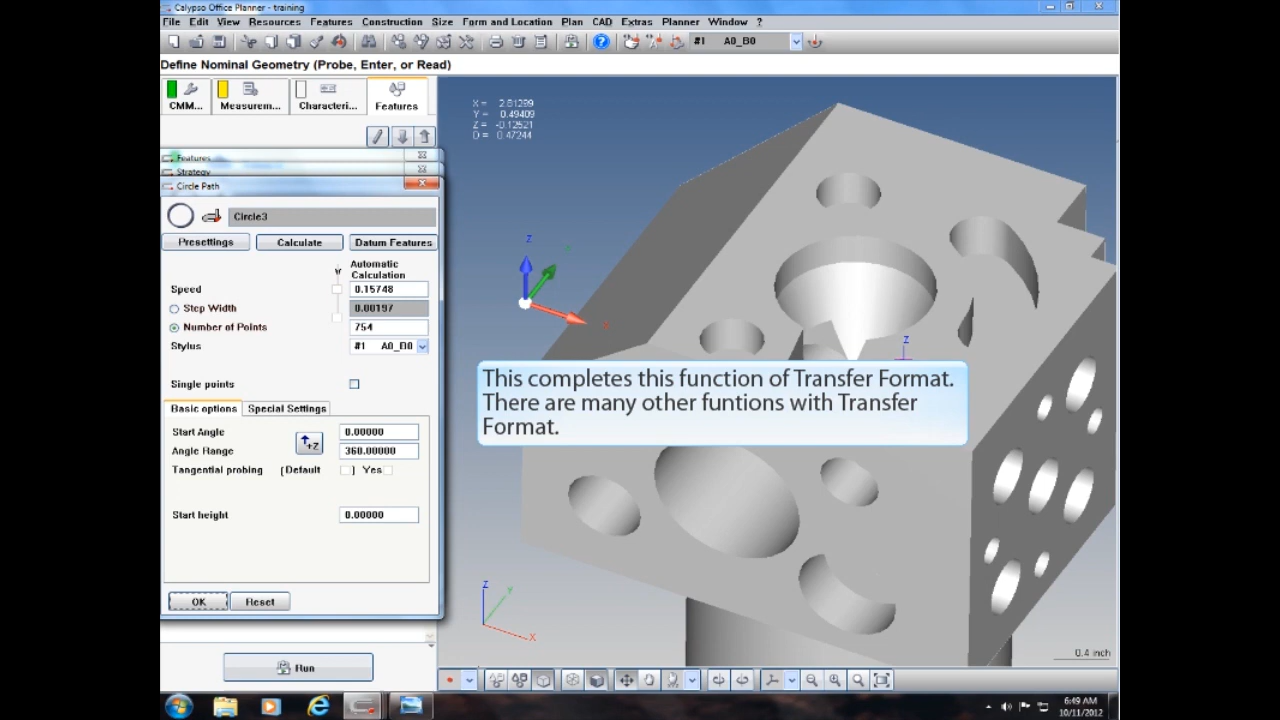 Calypso Office Planner - training
File Edit View Resources Features Construction Size Form and Location Plan CAD Extras Planner Window ?
#1 A0_B0
Define Nominal Geometry (Probe, Enter, or Read)
CMM... Measurem... Characteri... Features
X = 2.81299
Y = 0.49409
Z = -0.12521
D = 0.47244
Features
Strategy
Circle Path
Circle3
Presettings Calculate Datum Features
Automatic
Calculation
Speed 0.15748
Step Width 0.00197
Number of Points 754
Stylus #1 A0_B0
Single points
Basic options Special Settings
Start Angle 0.00000
+Z
Angle Range 360.00000
Tangential probing (Default ) Yes
Start height 0.00000
OK Reset
Run
Z
Y
X
Z
This completes this function of Transfer Format.
There are many other funtions with Transfer
Format.
Z
Y
X
0.4 inch
6:49 AM
10/11/2012